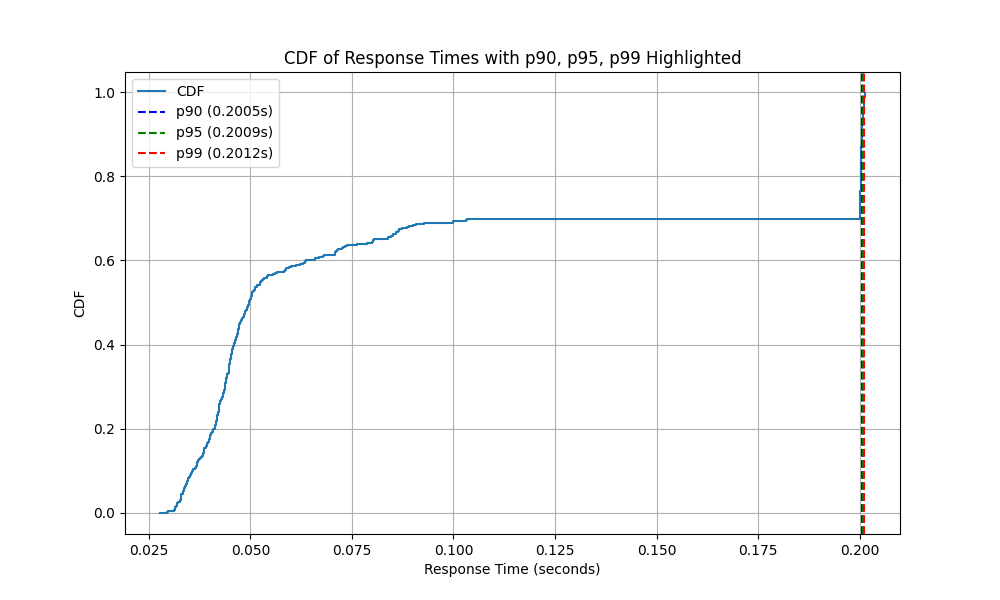 CDF of Response Times with p90, p95, p99 Highlighted
CDF
p90 (0.2005s)
p95 (0.2009s)
p99 (0.2012s)
1.0
0.8
0.6
0.4
0.2
0.0
CDF
0.025 0.050 0.075 0.100 0.125 0.150 0.175 0.200
Response Time (seconds)